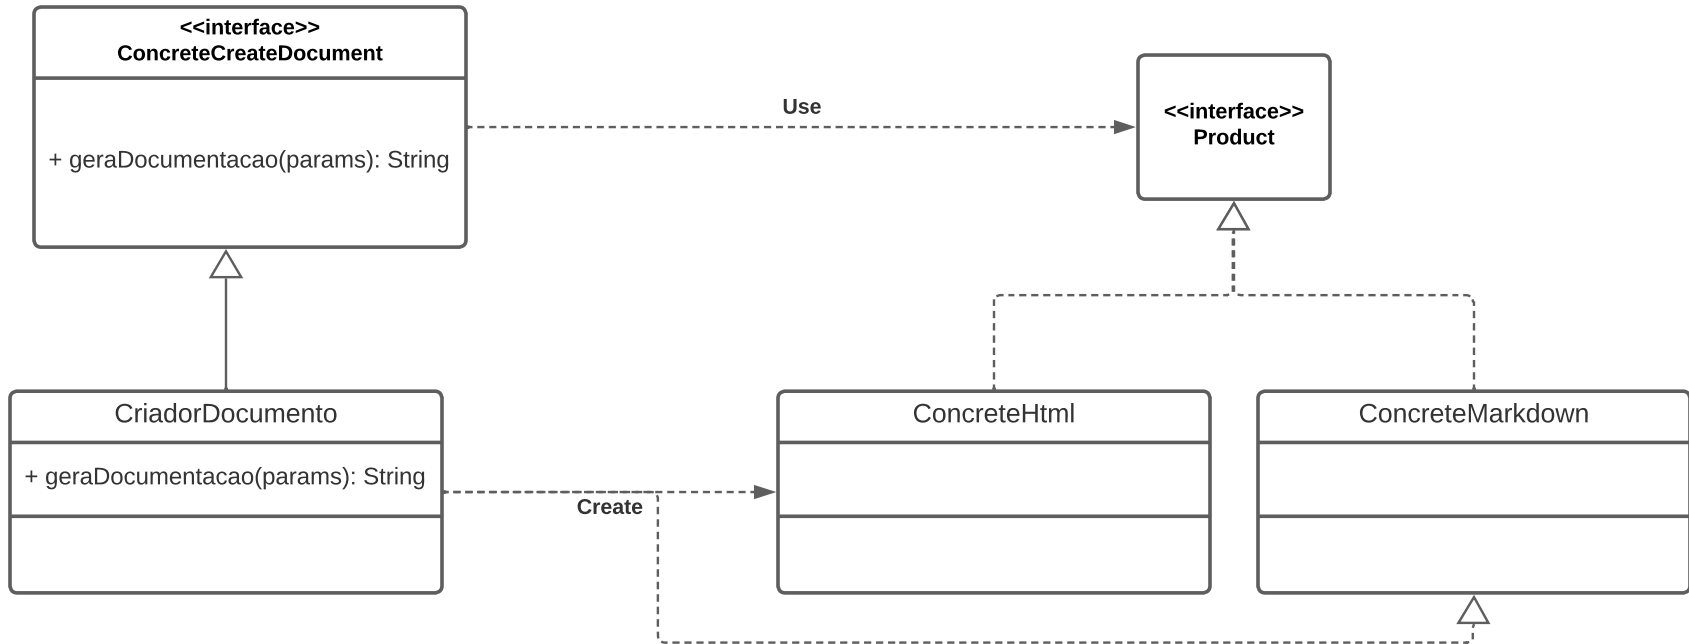 <<interface>>
ConcreteCreateDocument
+ geraDocumentacao(params): String
Use
<<interface>>
Product
CriadorDocumento
+ geraDocumentacao(params): String
Create
ConcreteHtml
ConcreteMarkdown